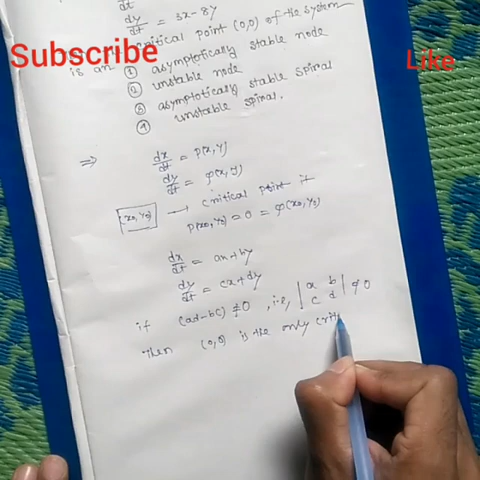 dt
dy/dt = 3x - 8y
Subscribe
Like
critical point (0,0) of the system
is an ① asymptotically stable node
② unstable node
③ asymptotically stable spiral
④ unstable spiral.
⇒ dx/dt = P(x,y)
dy/dt = φ(x,y)
(x₀,y₀) → critical point if
P(x₀,y₀) = 0 = φ(x₀,y₀)
dx/dt = ax+by
dy/dt = cx+dy
if (ad-bc) ≠ 0, i.e, |a b; c d| ≠ 0
Then (0,0) is the only criti